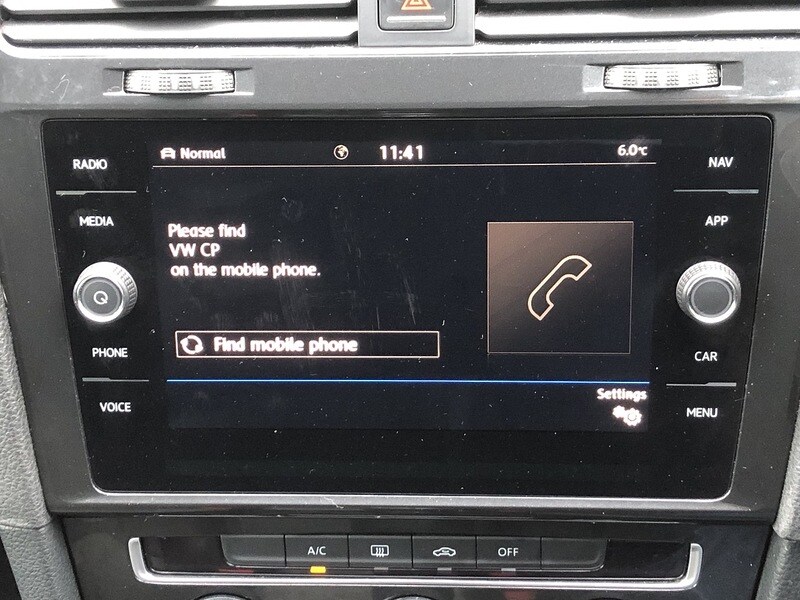 Normal 11:41 6.0°C
RADIO
MEDIA
PHONE
VOICE
Please find
VW CP
on the mobile phone.
Find mobile phone
Settings
NAV
APP
CAR
MENU
A/C
OFF